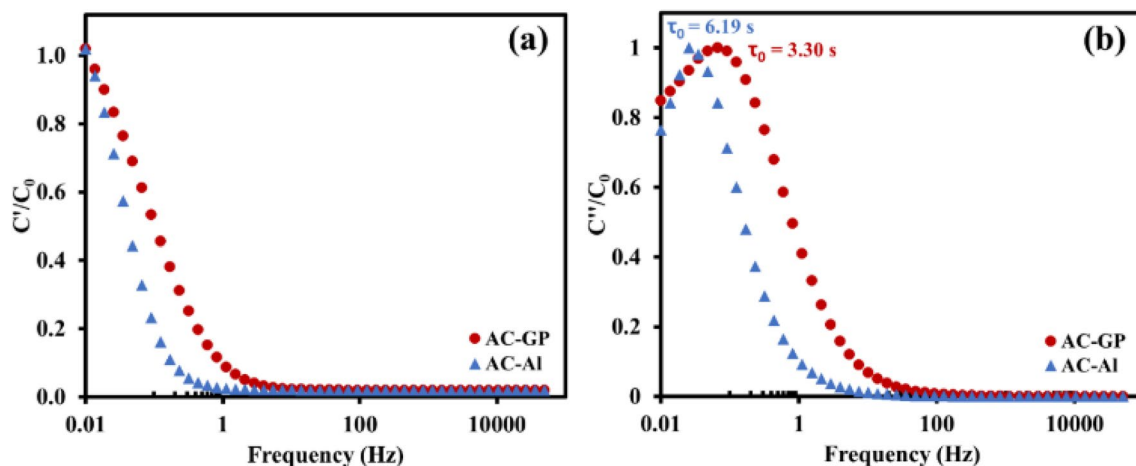 (a)
1.0
0.8
0.6
0.4
0.2
0.0
C'/C₀
AC-GP
AC-Al
0.01 1 100 10000
Frequency (Hz)
(b)
τ₀ = 6.19 s
τ₀ = 3.30 s
1
0.8
0.6
0.4
0.2
0
C''/C₀
AC-GP
AC-Al
0.01 1 100 10000
Frequency (Hz)